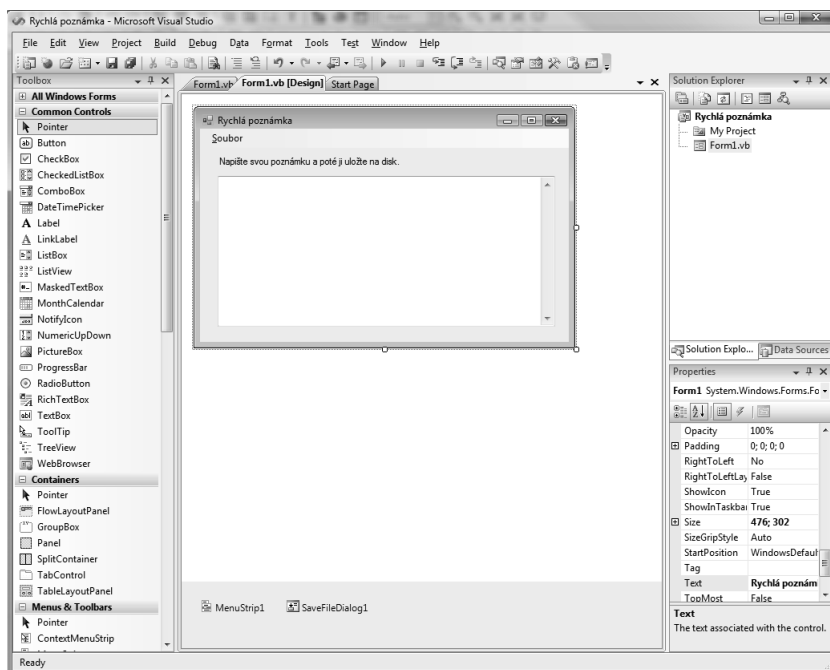 Rychlá poznámka - Microsoft Visual Studio
File Edit View Project Build Debug Data Format Tools Test Window Help
Toolbox
All Windows Forms
Common Controls
Pointer
Button
CheckBox
CheckedListBox
ComboBox
DateTimePicker
Label
LinkLabel
ListBox
ListView
MaskedTextBox
MonthCalendar
NotifyIcon
NumericUpDown
PictureBox
ProgressBar
RadioButton
RichTextBox
TextBox
ToolTip
TreeView
WebBrowser
Containers
Pointer
FlowLayoutPanel
GroupBox
Panel
SplitContainer
TabControl
TableLayoutPanel
Menus & Toolbars
Pointer
ContextMenuStrip
Form1.vb Form1.vb [Design] Start Page
Rychlá poznámka
Soubor
Napište svou poznámku a poté ji uložte na disk.
MenuStrip1 SaveFileDialog1
Solution Explorer
Rychlá poznámka
My Project
Form1.vb
Solution Explo... Data Sources
Properties
Form1 System.Windows.Forms.Fo
Opacity 100%
Padding 0; 0; 0; 0
RightToLeft No
RightToLeftLay False
ShowIcon True
ShowInTaskbar True
Size 476; 302
SizeGripStyle Auto
StartPosition WindowsDefault
Tag
Text Rychlá poznám
TopMost False
Text
The text associated with the control.
Ready